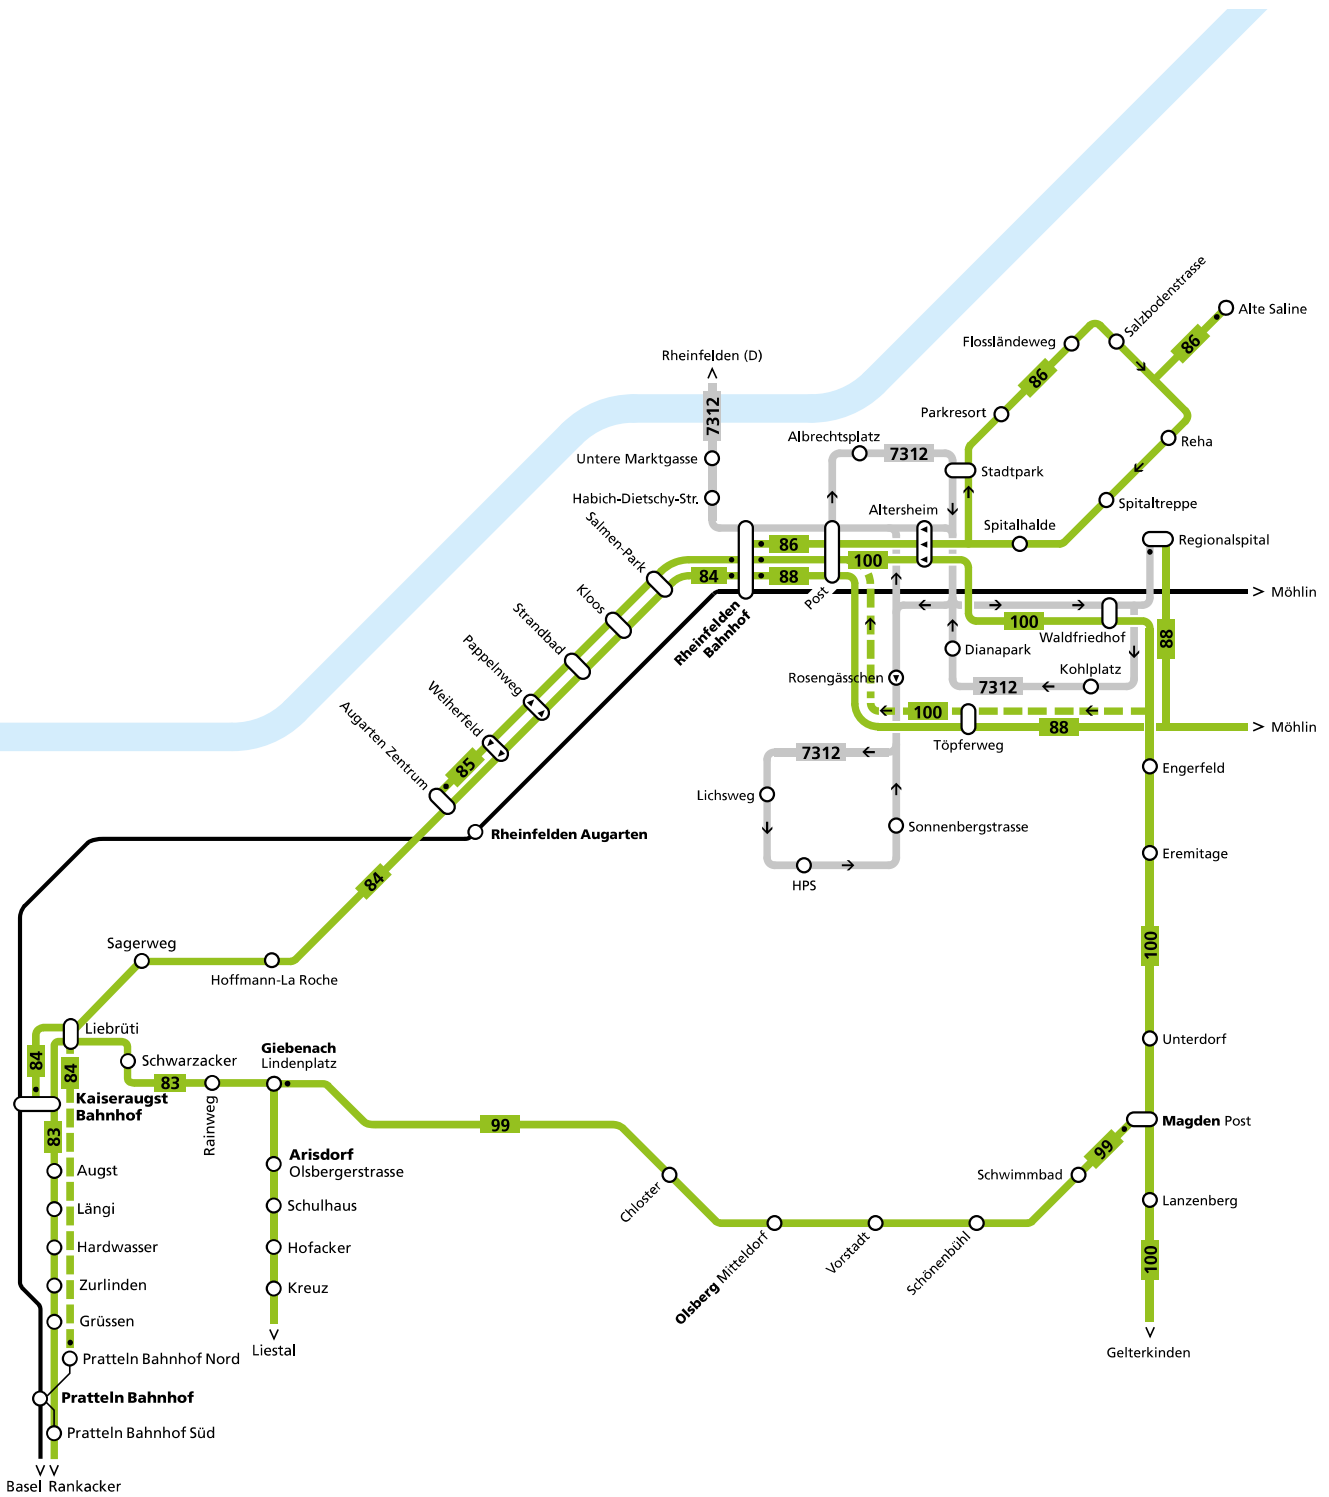 Salzbodenstrasse
Alte Saline
86
Flossländeweg
Rheinfelden (D)
86
7312
Parkresort
Albrechtsplatz
Reha
Untere Marktgasse
7312
Stadtpark
Habich-Dietschy-Str.
Spitaltreppe
Altersheim
Spitalhalde
Salmen-Park
86
Regionalspital
100
84
88
Kloos
Post
Möhlin
Rheinfelden
Bahnhof
100
Waldfriedhof
88
Strandbad
Dianapark
Pappelnweg
Rosengässchen
Kohlplatz
7312
Weiherfeld
100
88
Möhlin
Töpferweg
Augarten Zentrum
85
7312
Engerfeld
Lichsweg
Rheinfelden Augarten
Sonnenbergstrasse
Eremitage
HPS
84
100
Sagerweg
Hoffmann-La Roche
Liebrüti
84
84
Schwarzacker
Giebenach
Lindenplatz
83
Unterdorf
Kaiseraugst
Bahnhof
Rainweg
99
83
Magden Post
99
Arisdorf
Olsbergerstrasse
Augst
Schwimmbad
Chloster
Längi
Schulhaus
Lanzenberg
Hardwasser
Hofacker
Olsberg Mitteldorf
Vorstadt
Schönenbühl
100
Zurlinden
Kreuz
Grüssen
Liestal
Gelterkinden
Pratteln Bahnhof Nord
Pratteln Bahnhof
Pratteln Bahnhof Süd
Basel
Rankacker